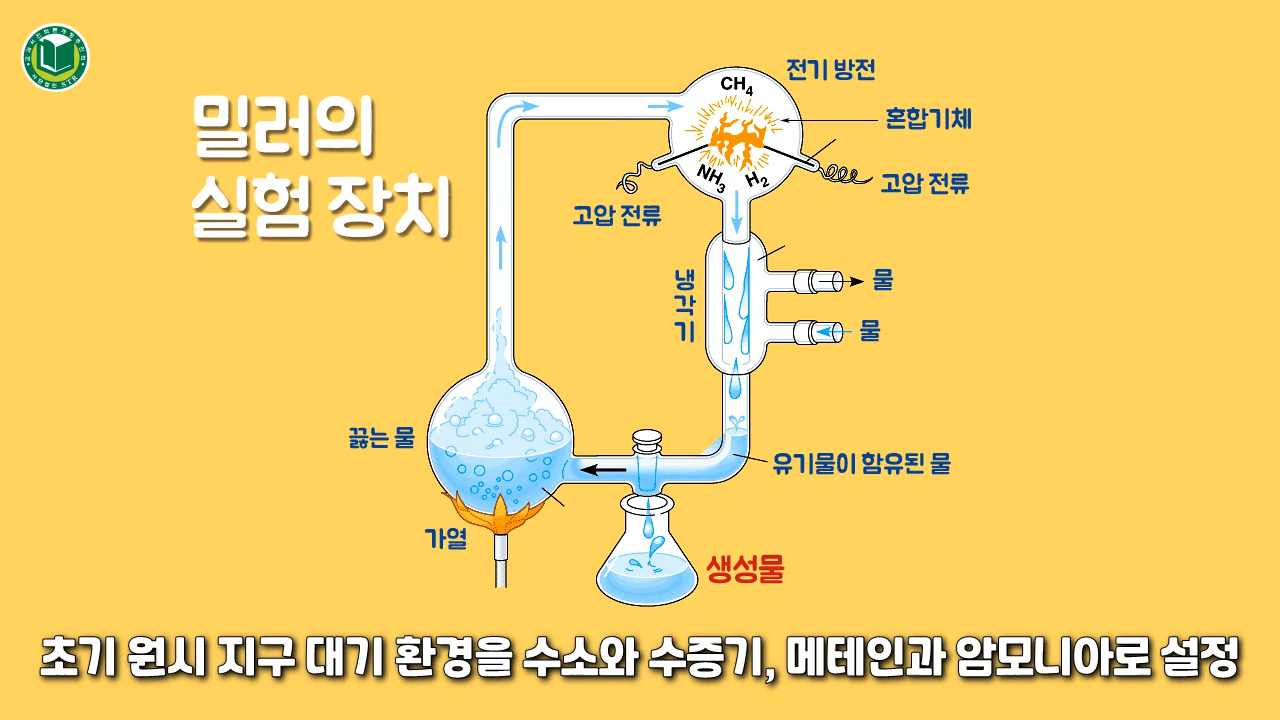 밀러의
실험 장치
전기 방전
CH₄
혼합기체
NH₃
H₂
고압 전류
고압 전류
냉각기
물
물
끓는 물
유기물이 함유된 물
가열
생성물
초기 원시 지구 대기 환경을 수소와 수증기, 메테인과 암모니아로 설정